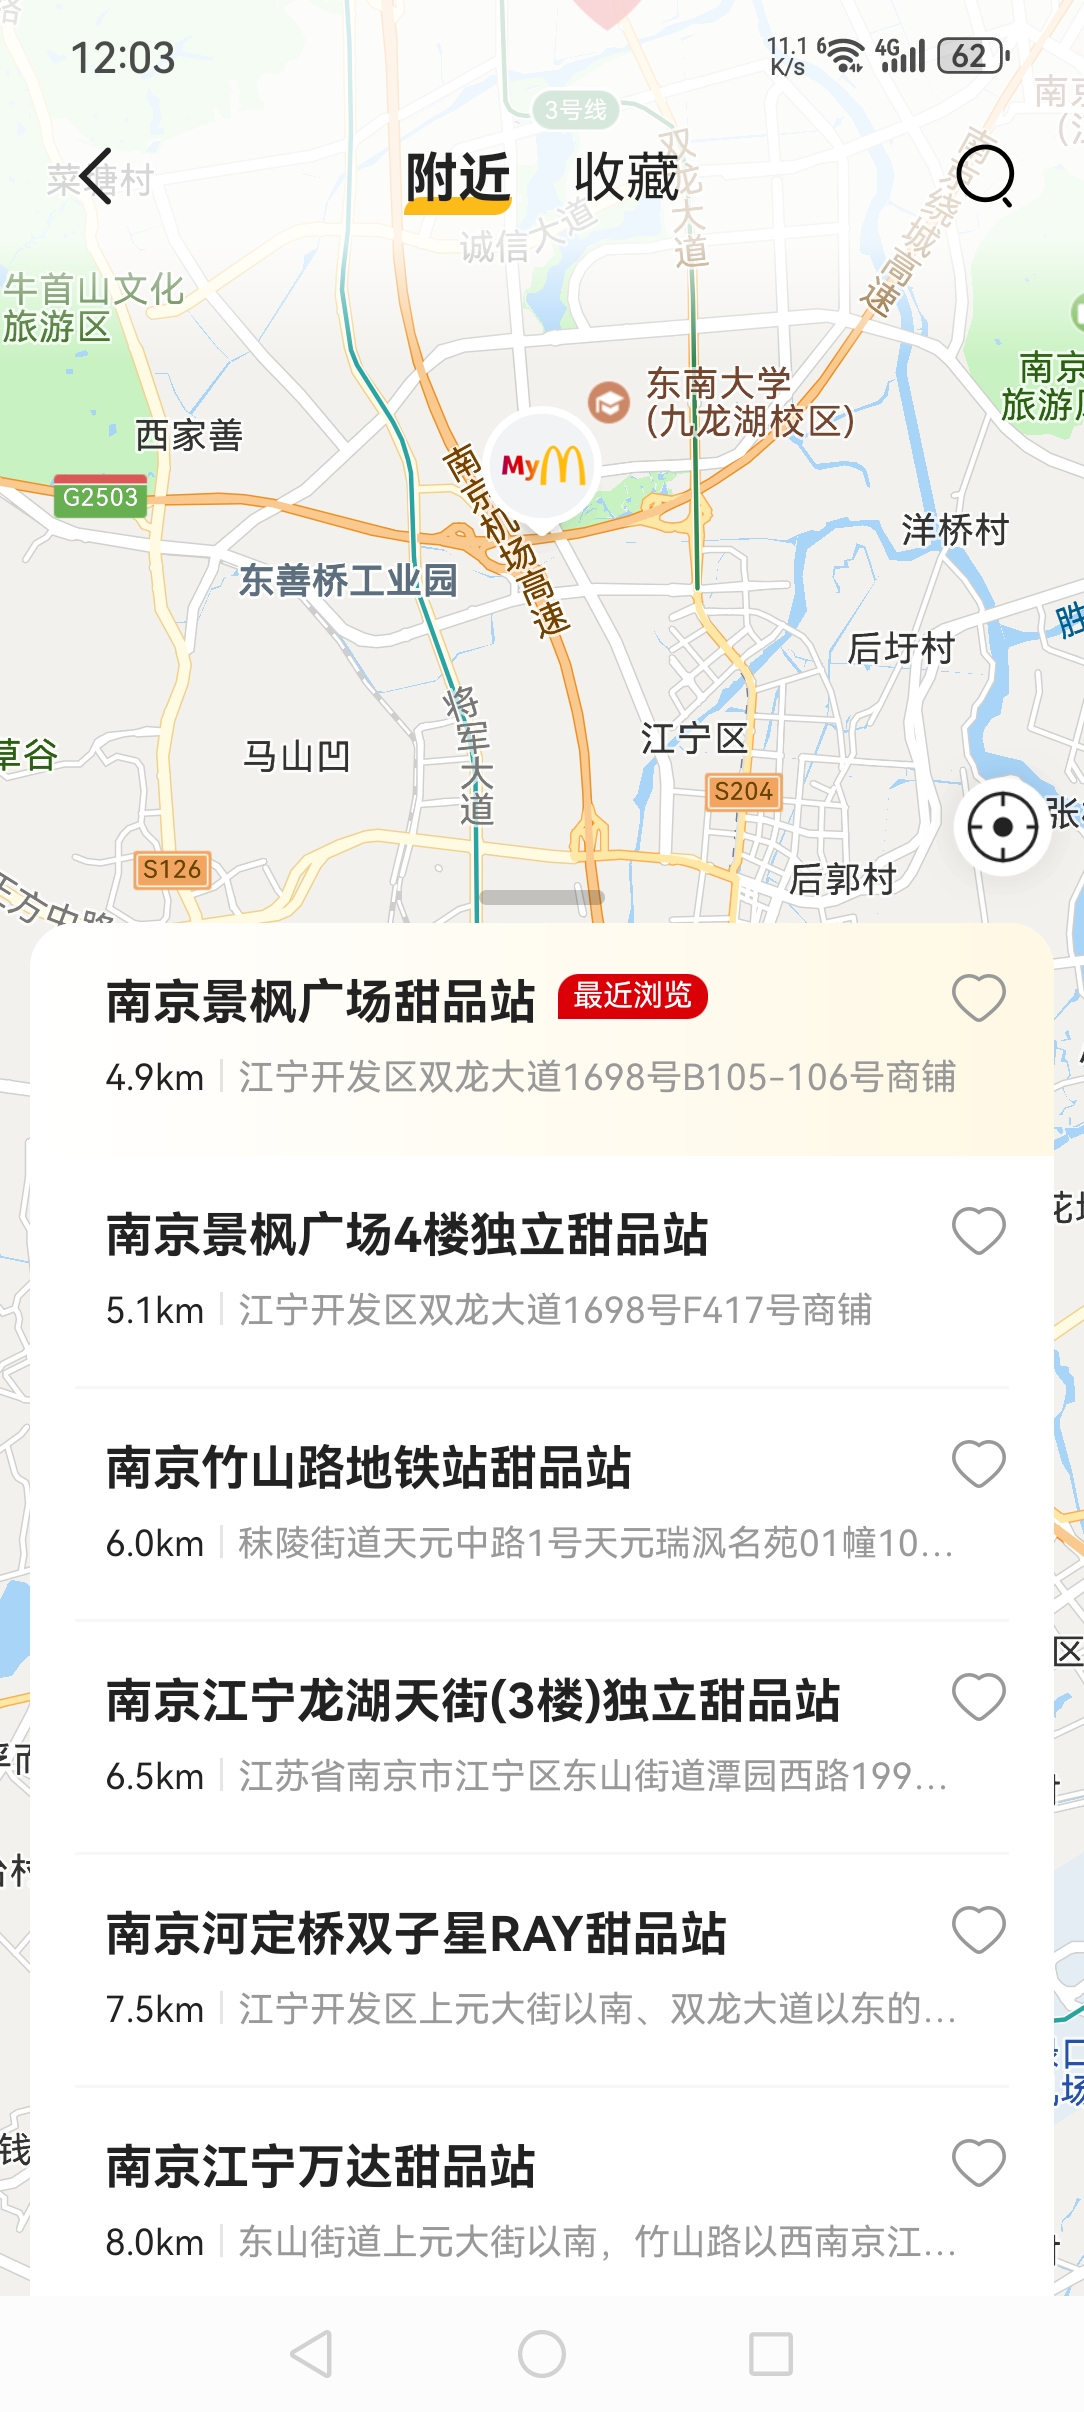 12:03
11.1 K/s
6
4G
62
3号线
菜塘村
附近
收藏
双龙大道
南京绕城高速
诚信大道
牛首山文化
旅游区
东南大学
(九龙湖校区)
南京
西家善
My
南京机场高速
G2503
洋桥村
东善桥工业园
后圩村
将军大道
江宁区
草谷
马山凹
S204
S126
后郭村
正方中路
南京景枫广场甜品站
最近浏览
4.9km
江宁开发区双龙大道1698号B105-106号商铺
南京景枫广场4楼独立甜品站
5.1km
江宁开发区双龙大道1698号F417号商铺
南京竹山路地铁站甜品站
6.0km
秣陵街道天元中路1号天元瑞沨名苑01幢10...
南京江宁龙湖天街(3楼)独立甜品站
6.5km
江苏省南京市江宁区东山街道潭园西路199...
南京河定桥双子星RAY甜品站
7.5km
江宁开发区上元大街以南、双龙大道以东的...
南京江宁万达甜品站
8.0km
东山街道上元大街以南，竹山路以西南京江...